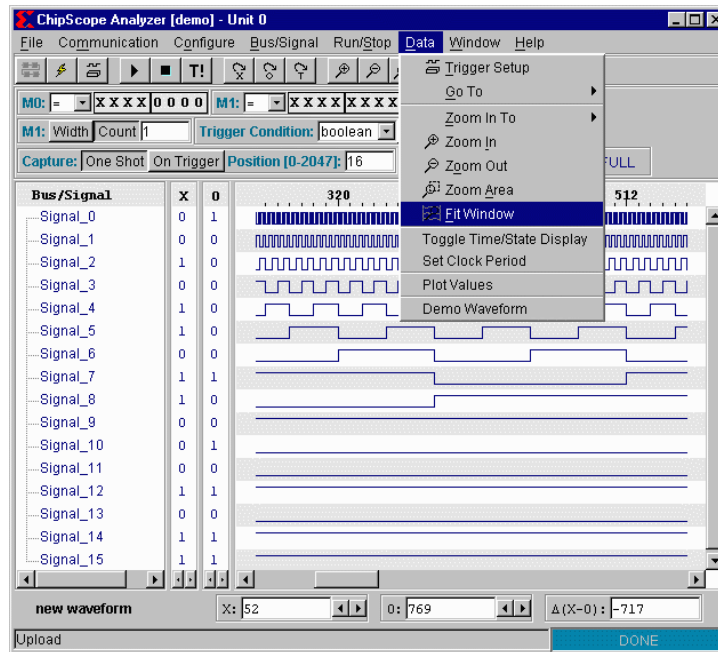 ChipScope Analyzer [demo] - Unit 0
File Communication Configure Bus/Signal Run/Stop Data Window Help
T!
M0: = X X X X 0 0 0 0 M1: = X X X X X X X X
M1: Width Count 1 Trigger Condition: boolean
Capture: One Shot On Trigger Position [0-2047]: 16 FULL
Trigger Setup
Go To
Zoom In To
Zoom In
Zoom Out
Zoom Area
Fit Window
Toggle Time/State Display
Set Clock Period
Plot Values
Demo Waveform
Bus/Signal X 0 320 512
Signal_0 0 1
Signal_1 0 0
Signal_2 1 0
Signal_3 0 0
Signal_4 1 0
Signal_5 1 0
Signal_6 0 0
Signal_7 1 1
Signal_8 1 0
Signal_9 0 0
Signal_10 0 1
Signal_11 0 0
Signal_12 1 1
Signal_13 0 0
Signal_14 1 1
Signal_15 1 1
new waveform X: 52 0: 769 Δ(X-0): -717
Upload DONE